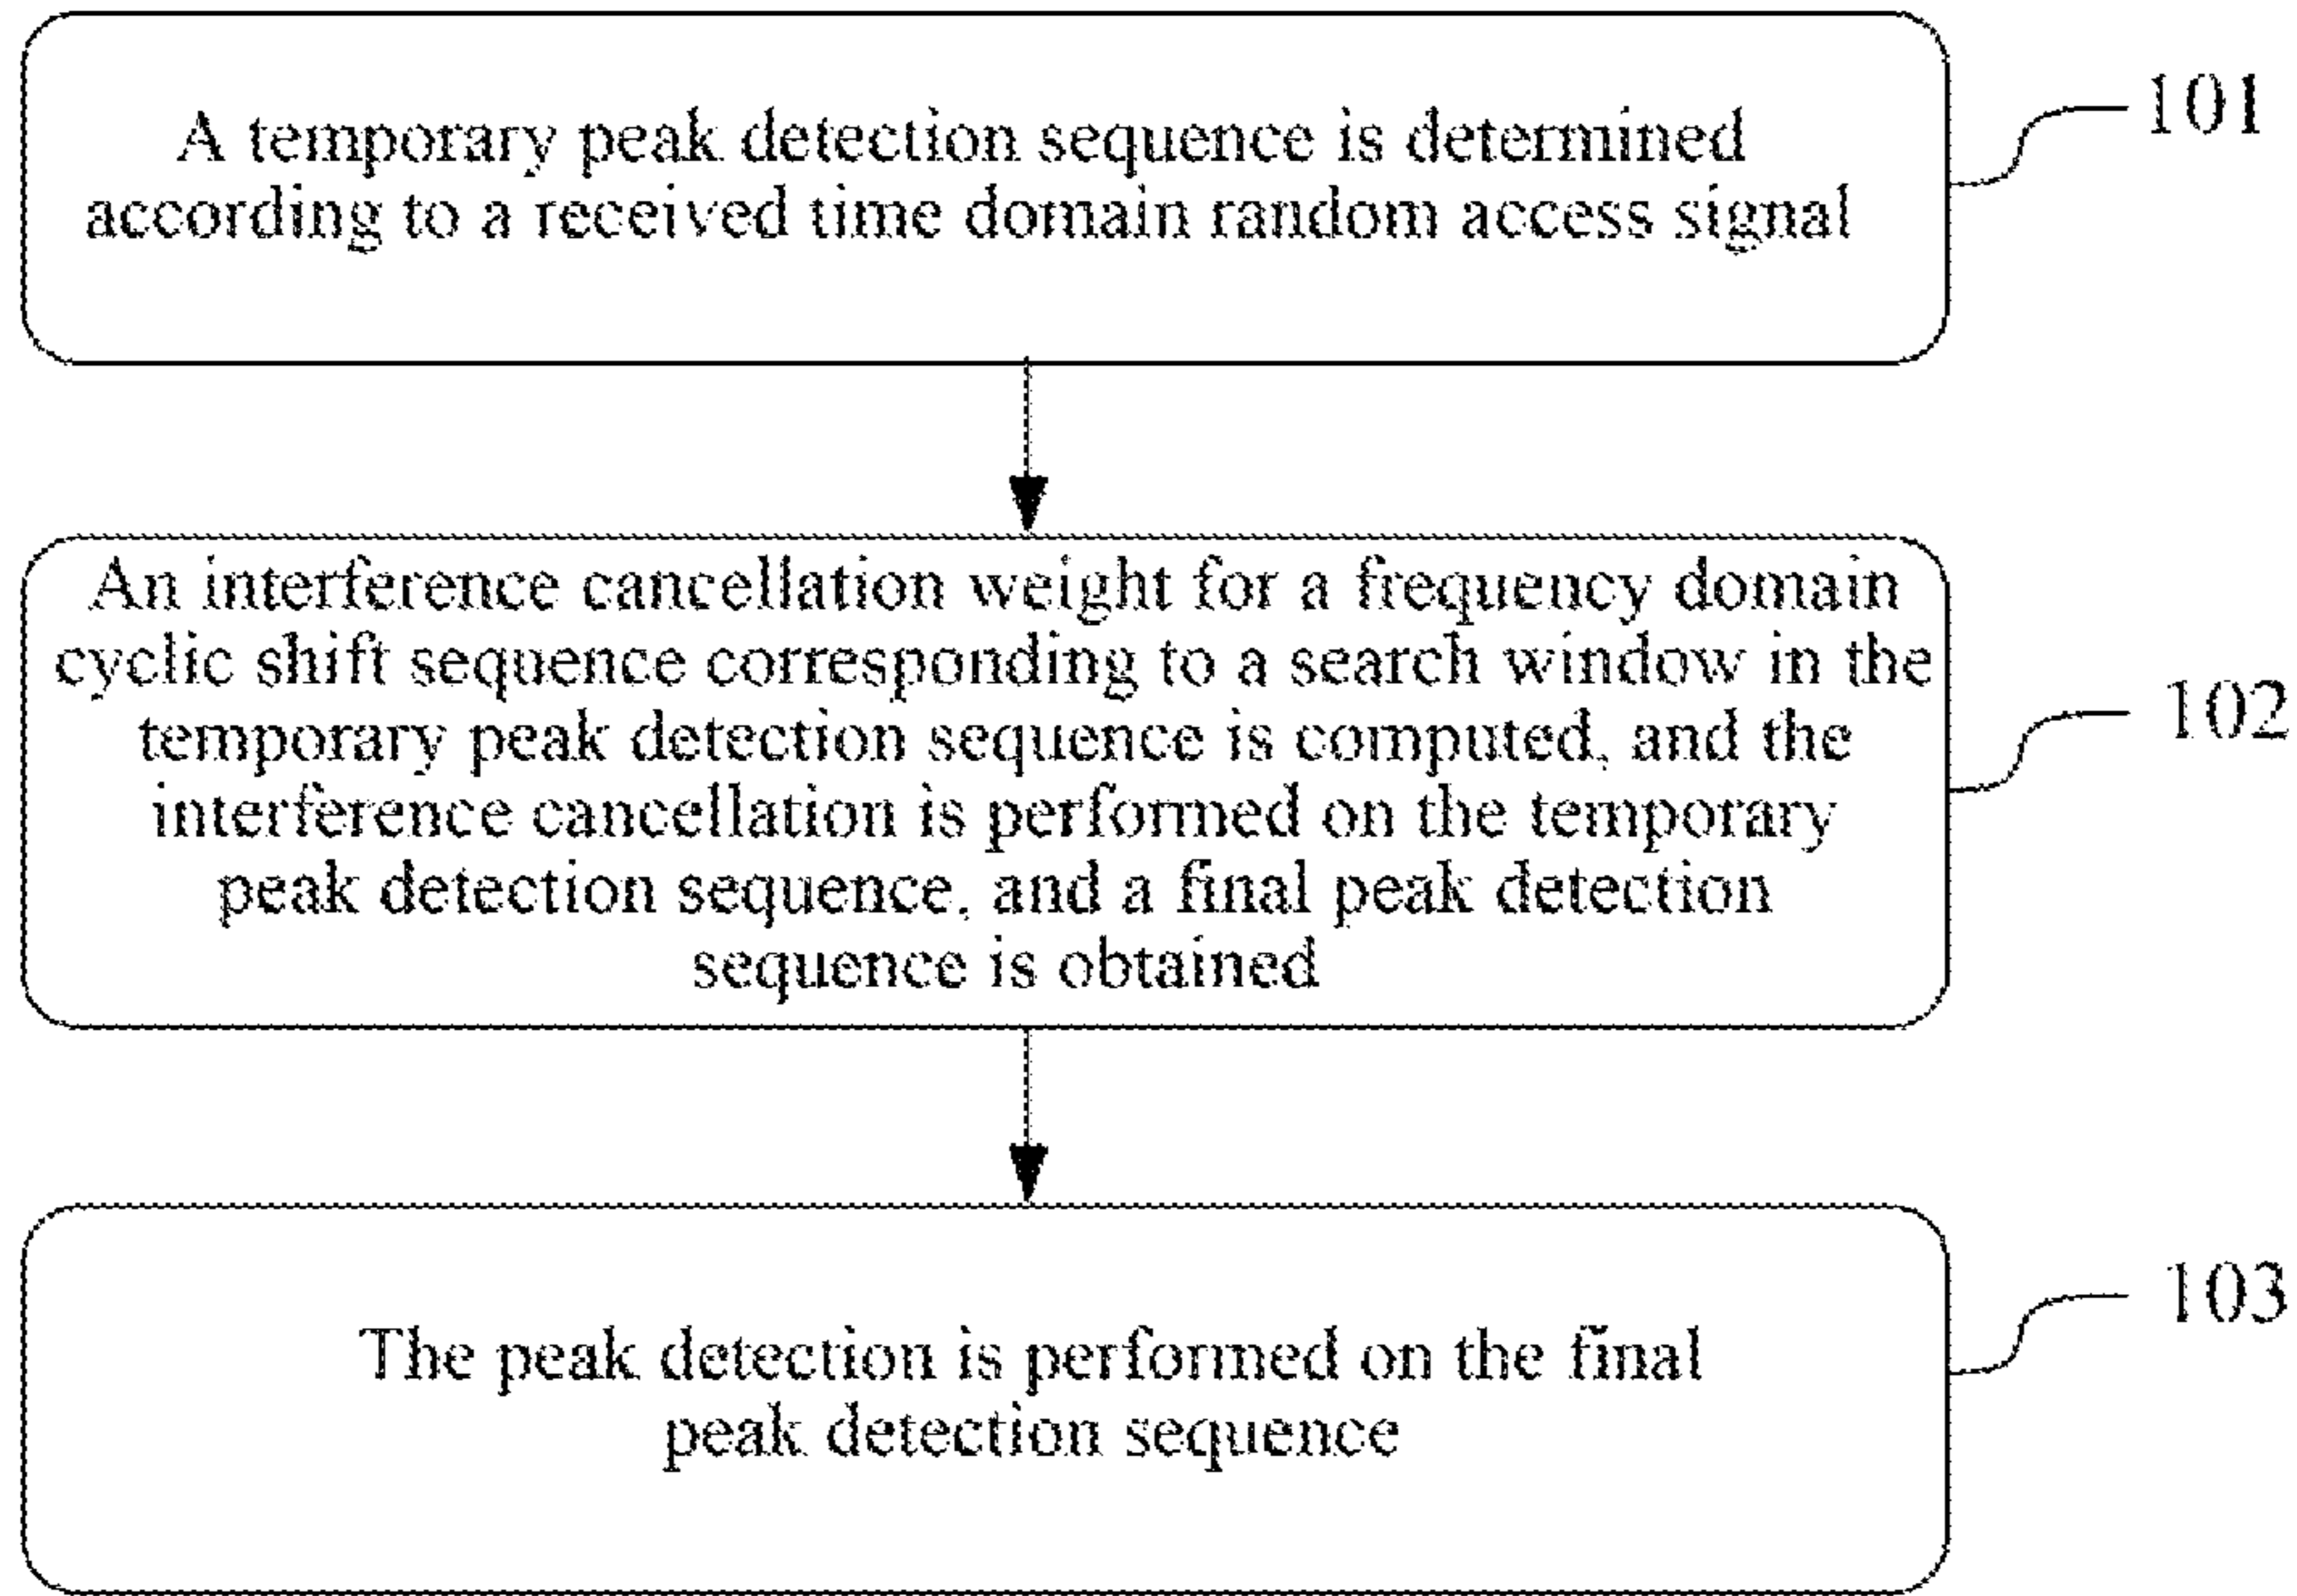 A temporary peak detection sequence is determined
according to a received time domain random access signal
101
An interference cancellation weight for a frequency domain
cyclic shift sequence corresponding to a search window in the
temporary peak detection sequence is computed, and the
interference cancellation is performed on the temporary
peak detection sequence, and a final peak detection
sequence is obtained
102
The peak detection is performed on the final
peak detection sequence
103